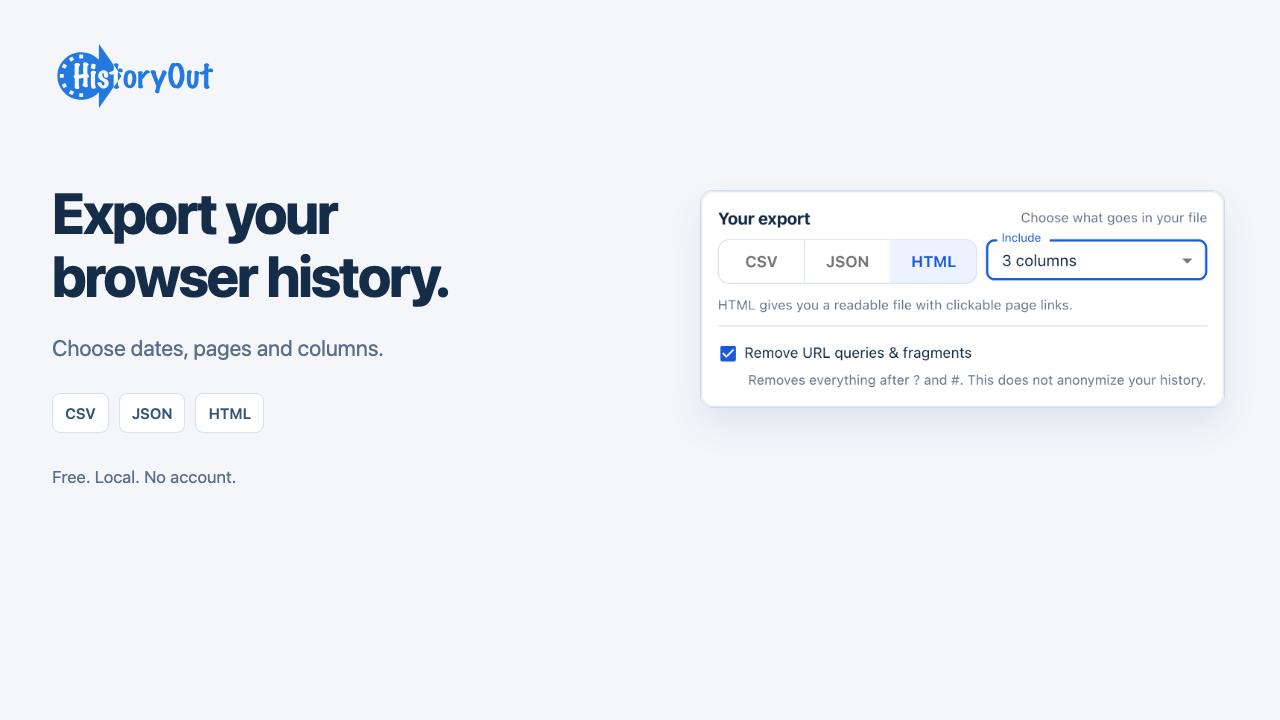 HistoryOut
Export your
browser history.
Choose dates, pages and columns.
CSV JSON HTML
Free. Local. No account.
Your export
Choose what goes in your file
CSV JSON HTML
Include
3 columns
HTML gives you a readable file with clickable page links.
Remove URL queries & fragments
Removes everything after ? and #. This does not anonymize your history.